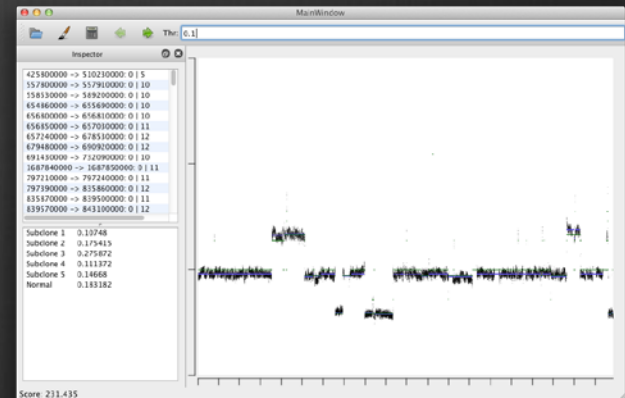 MainWindow
Thr: 0.1
Inspector
425800000 -> 510230000: 0 | 5
557800000 -> 557910000: 0 | 10
558530000 -> 589200000: 0 | 10
654860000 -> 655690000: 0 | 10
656800000 -> 656810000: 0 | 10
656850000 -> 657030000: 0 | 11
657240000 -> 678530000: 0 | 12
679480000 -> 690920000: 0 | 12
691430000 -> 732090000: 0 | 10
1687840000 -> 1687850000: 0 | 11
797210000 -> 797240000: 0 | 11
797390000 -> 835860000: 0 | 12
835870000 -> 839500000: 0 | 11
839570000 -> 843100000: 0 | 12
Subclone 1 0.10748
Subclone 2 0.175415
Subclone 3 0.275872
Subclone 4 0.111372
Subclone 5 0.14668
Normal 0.183182
Score: 231.435